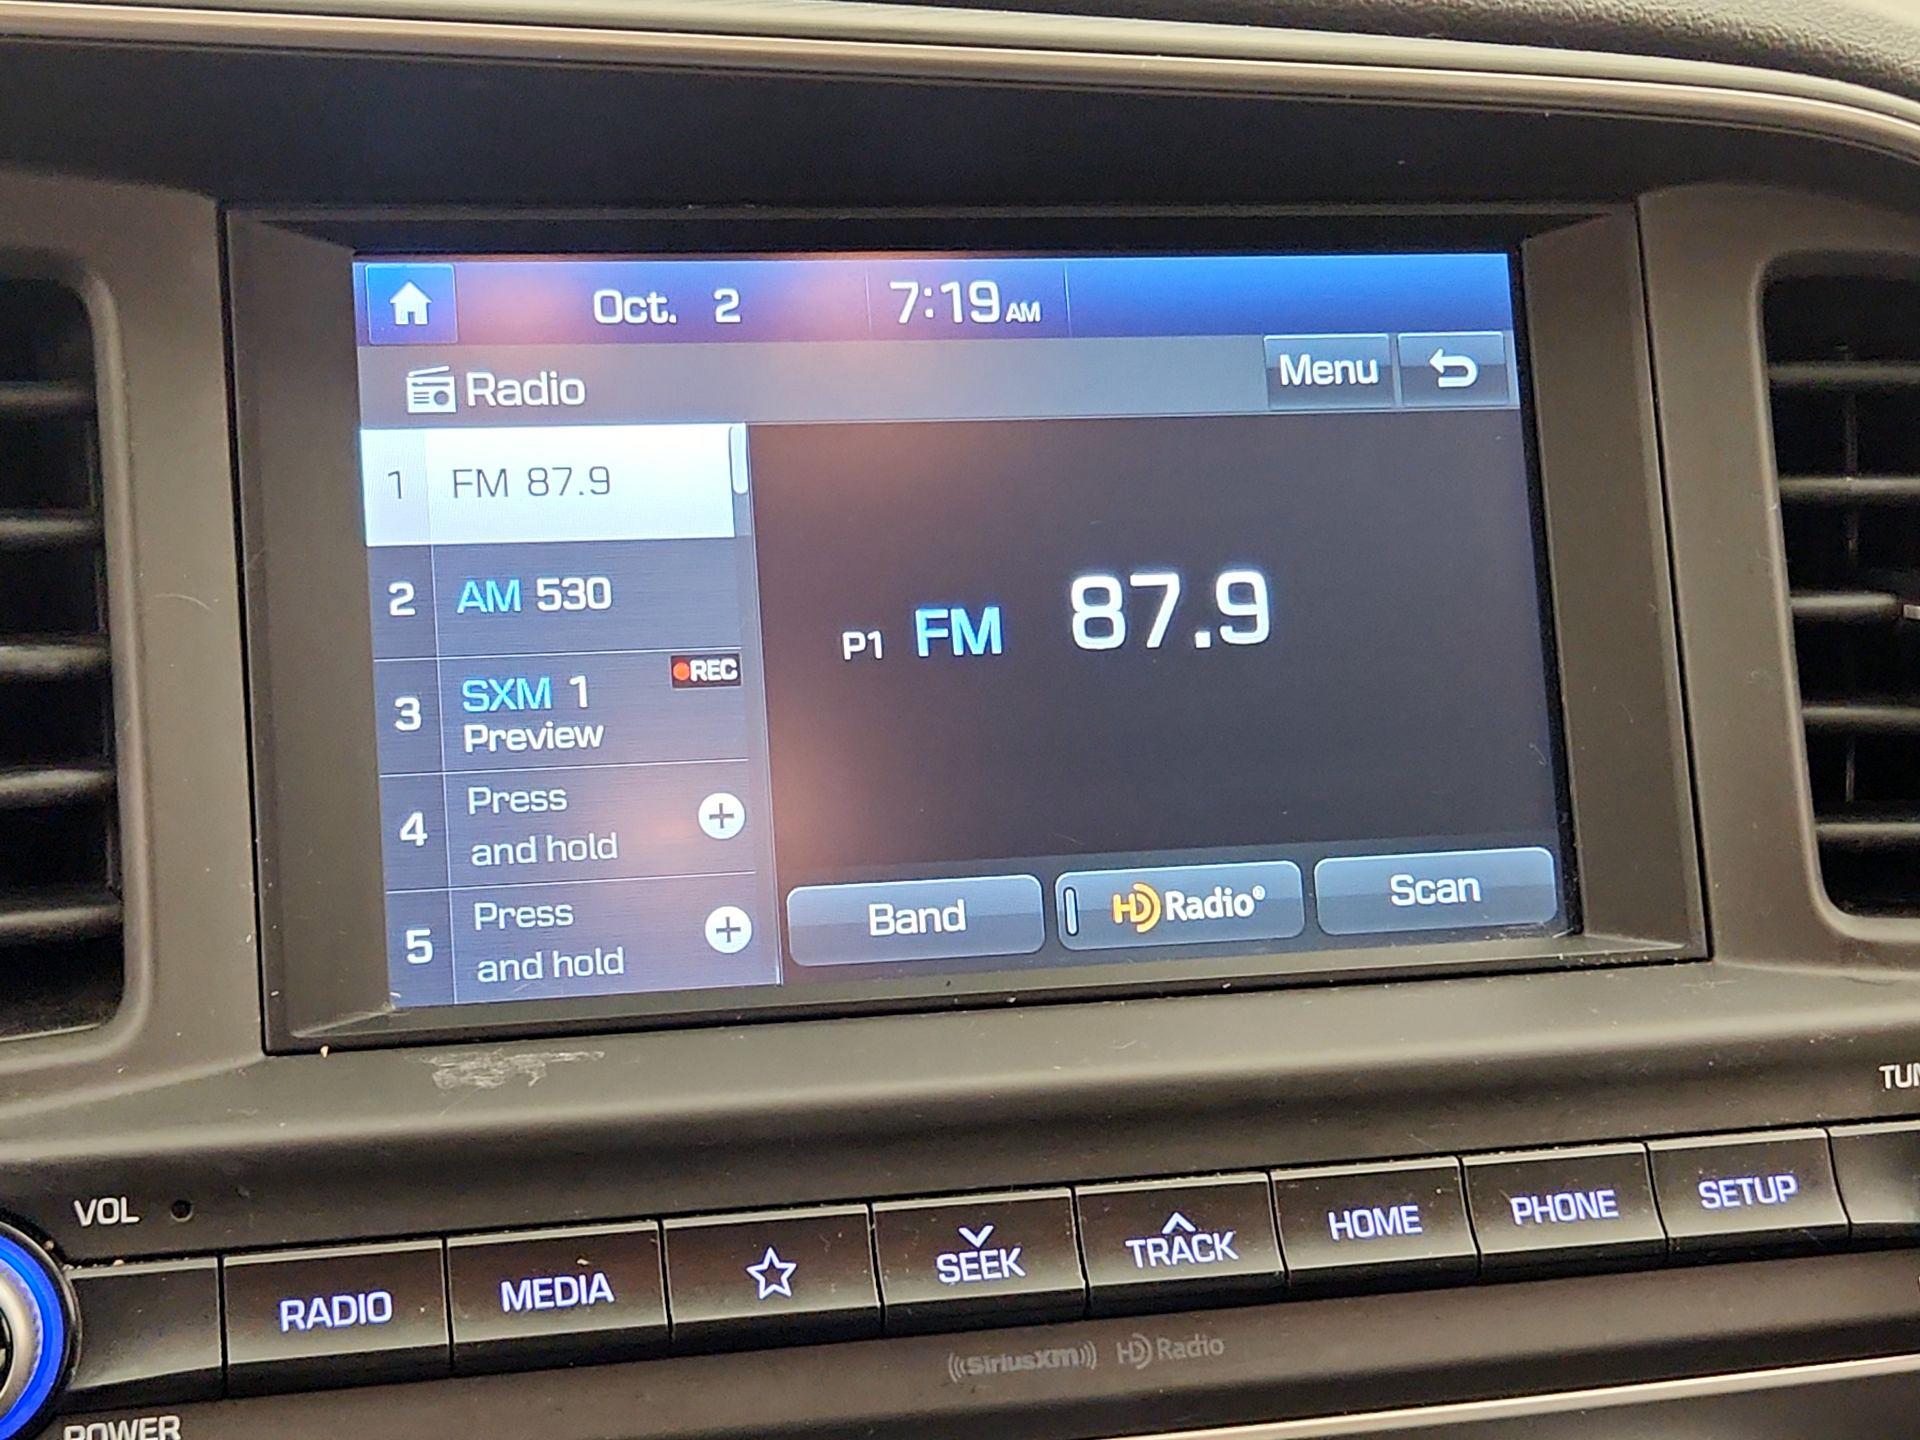 Oct. 2 7:19 AM
Radio Menu
1 FM 87.9
2 AM 530
3 SXM 1 REC
Preview
4 Press
and hold
5 Press
and hold
P1 FM 87.9
Band HD Radio® Scan
VOL
RADIO MEDIA SEEK TRACK HOME PHONE SETUP
SiriusXM HD Radio
POWER